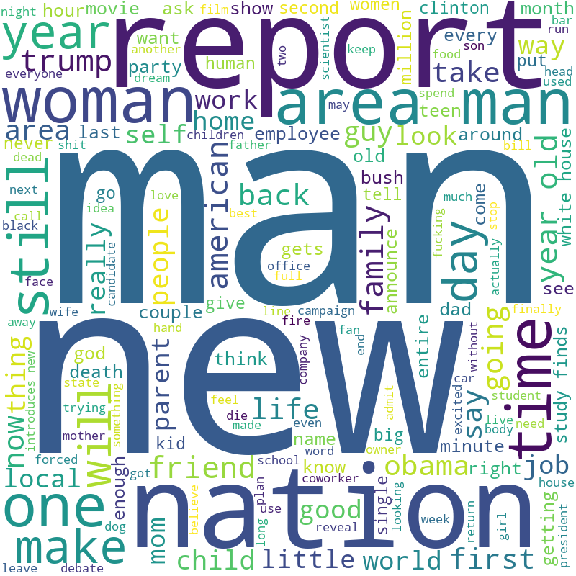 night
hour
movie
ask
show
second
women
clinton
month
year
report
want
film
every
bar
run
trump
another
party
human
million
scientist
two
keep
food
son
take
way
put
head
used
everyone
dream
woman
work
area
man
may
spend
teen
area
last
self
home
children
employee
guy
look
around
bill
never
shit
father
old
white house
year old
dead
still
man
day
next
go
american
back
bush
tell
much
come
call
idea
love
black
really
people
best
gets
family
announce
fucking
actually
stop
see
face
candidate
office
full
wife
couple
give
line
campaign
dad
entire
going
time
away
hand
fire
fan
finally
new
god
think
company
end
without
say
study
finds
now
thing
death
parent
state
feel
life
die
even
admit
excited
car
student
introduces new
will
trying
something
made
name
big
live
body
need
mother
kid
owner
minute
forced
local
friend
got
school
word
know
obama
right
job
one
enough
believe
nation
good
coworker
single
looking
house
make
mom
plan
else
reveal
week
return
girl
getting
president
dog
long
child
little
world
first
leave
debate